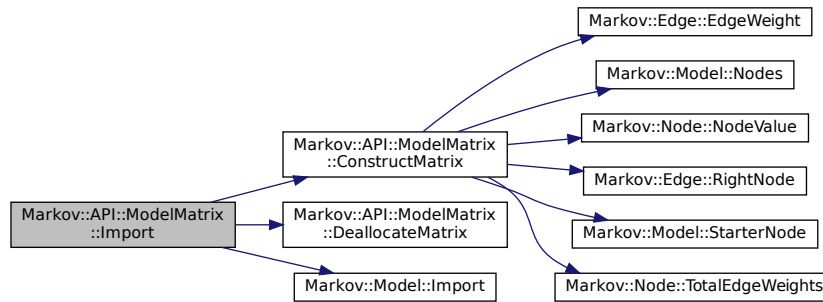 Markov::Edge::EdgeWeight
Markov::Model::Nodes
Markov::Node::NodeValue
Markov::API::ModelMatrix
::ConstructMatrix
Markov::Edge::RightNode
Markov::API::ModelMatrix
::Import
Markov::API::ModelMatrix
::DeallocateMatrix
Markov::Model::StarterNode
Markov::Model::Import
Markov::Node::TotalEdgeWeights